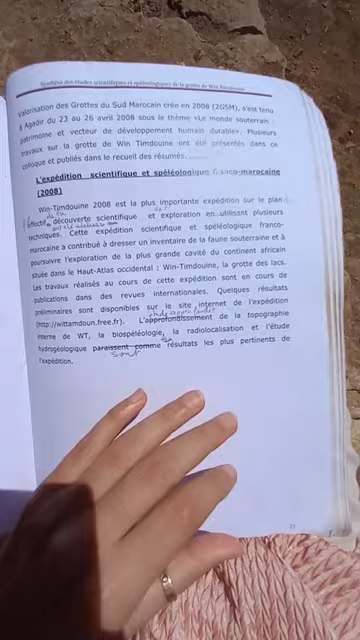 Synthèse des études scientifiques et spéléologiques de la grotte de Win Timdouine
Valorisation des Grottes du Sud Marocain crée en 2008 (2GSM), s'est tenu
à Agadir du 23 au 26 avril 2008 sous le thème «Le monde souterrain :
patrimoine et vecteur de développement humain durable». Plusieurs
travaux sur la grotte de Win Timdouine ont été présentés dans ce
colloque et publiés dans le recueil des résumés.
L'expédition scientifique et spéléologique franco-marocaine
(2008)
Win-Timdouine 2008 est la plus importante expédition sur le plan
de la
découverte scientifique et exploration en utilisant plusieurs
techniques. Cette expédition scientifique et spéléologique franco-
marocaine a contribué à dresser un inventaire de la faune souterraine et à
poursuivre l'exploration de la plus grande cavité du continent africain
située dans le Haut-Atlas occidental : Win-Timdouine, la grotte des lacs.
Les travaux réalisés au cours de cette expédition sont en cours de
publications dans des revues internationales. Quelques résultats
préliminaires sont disponibles sur le site internet de l'expédition
(http://wittamdoun.free.fr). L'approfondissement de la topographie
interne de WT, la biospéléologie, la radiolocalisation et l'étude
hydrogéologique paraissent comme résultats les plus pertinents de
sont
l'expédition.